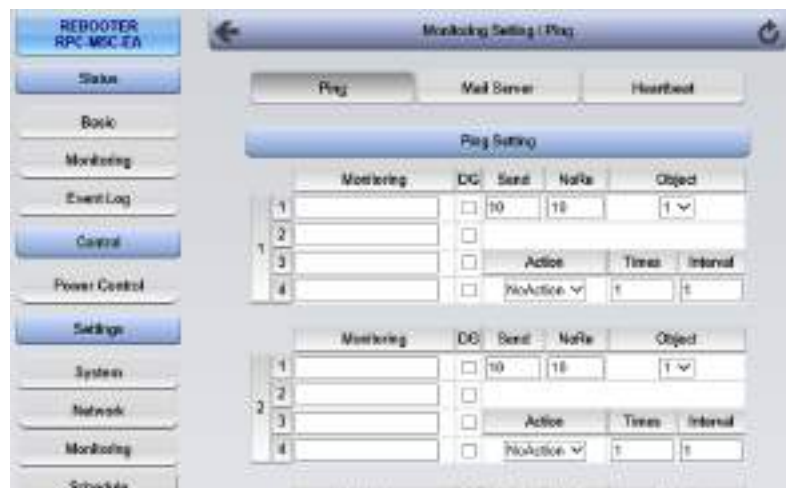 REBOOTER
RPC-M5C-EA
Status
Basic
Monitoring
Event Log
Control
Power Control
Settings
System
Network
Monitoring
Schedule
Monitoring Setting / Ping
Ping Mail Server Heartbeat
Ping Setting
Monitoring DG Send NoRe Object
1
1 10 10 1
2
3 Action Times Interval
4 NoAction 1 1
Monitoring DG Send NoRe Object
2
1 10 10 1
2
3 Action Times Interval
4 NoAction 1 1